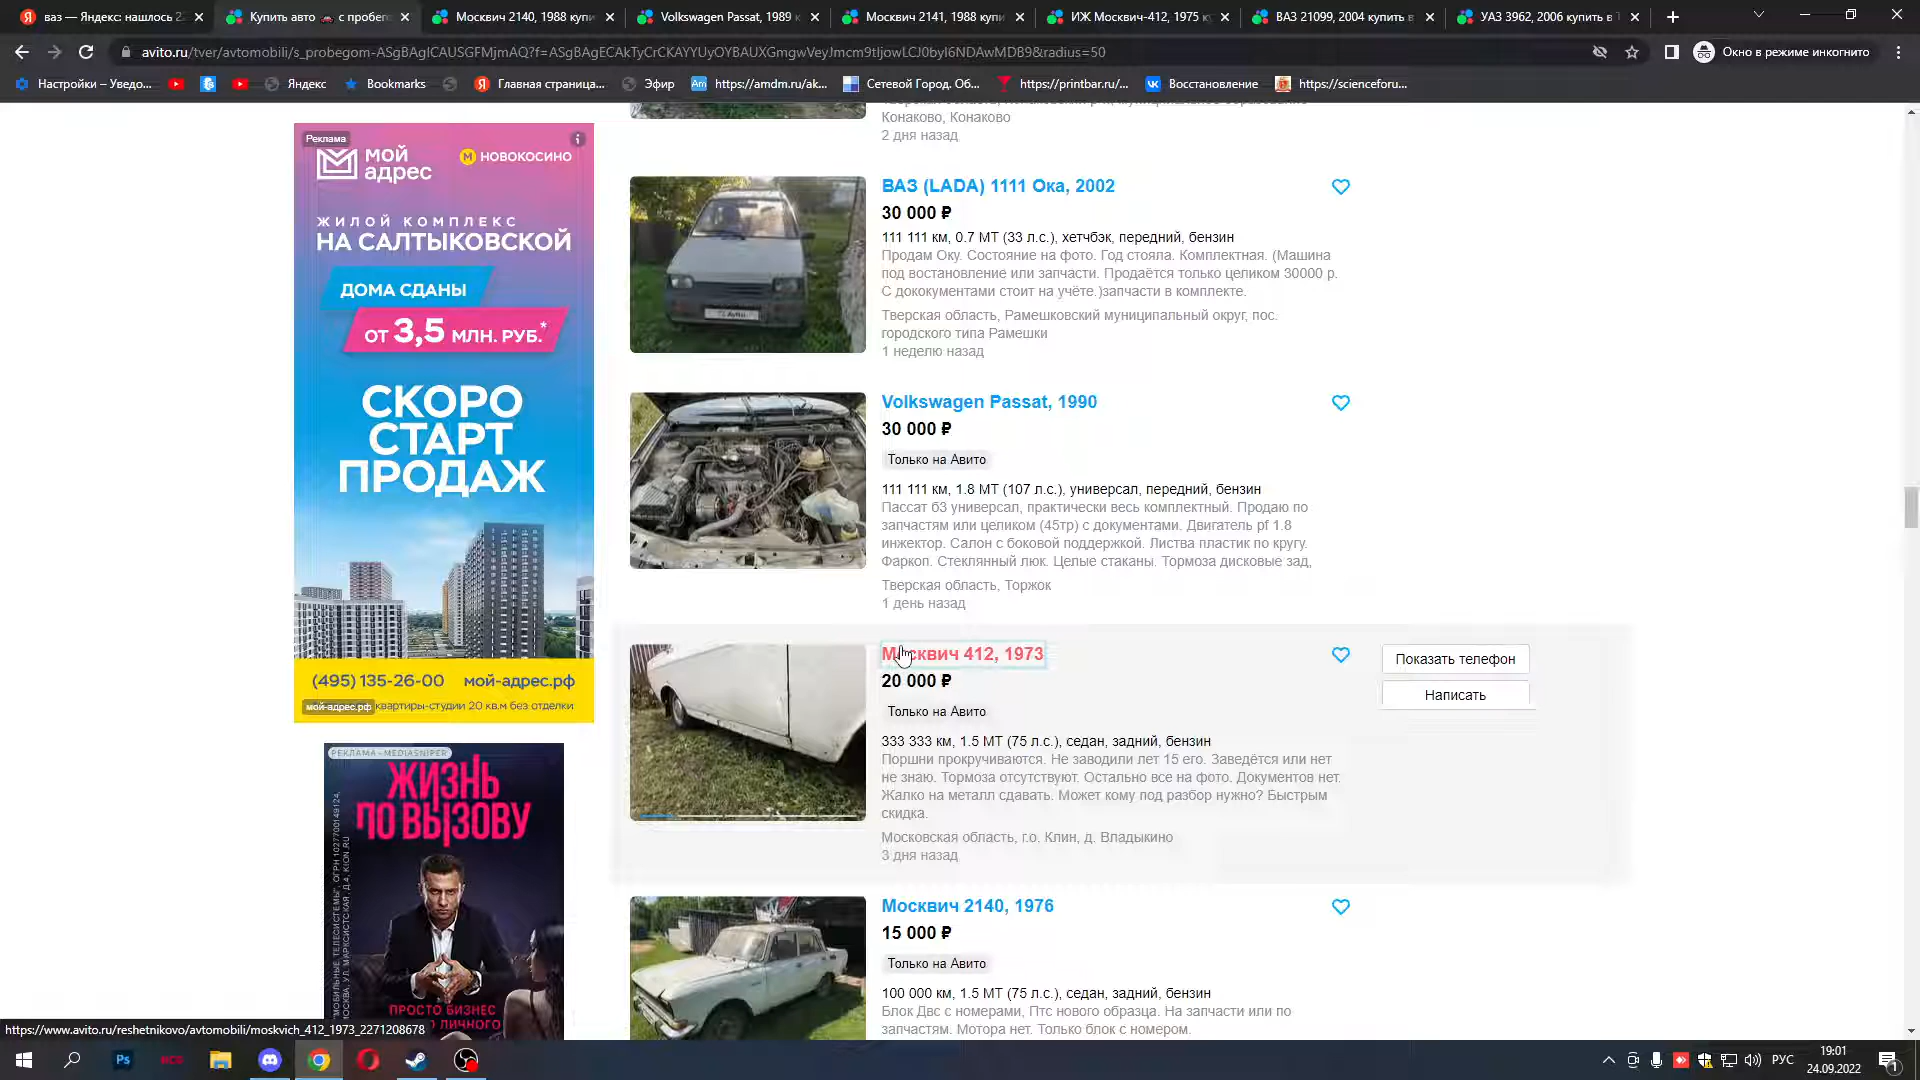 ваз — Яндекс: нашлось 2
Купить авто 🚗 с пробего
Москвич 2140, 1988 купи
Volkswagen Passat, 1989 к
Москвич 2141, 1988 купи
ИЖ Москвич-412, 1975 к
ВАЗ 21099, 2004 купить в
УАЗ 3962, 2006 купить в Т
avito.ru/tver/avtomobili/s_probegom-ASgBAgICAUSGFMjmAQ?f=ASgBAgECAkTyCrCKAYYUyOYBAUXGmgwVeyJmcm9tIjowLCJ0byI6NDAwMDB9&radius=50
Окно в режиме инкогнито
Настройки – Уведо...
Яндекс
Bookmarks
Главная страница...
Эфир
https://amdm.ru/ak...
Сетевой Город. Об...
https://printbar.ru/...
Восстановление
https://scienceforu...
Конаково, Конаково
2 дня назад
Реклама
МОЙ
адрес
М НОВОКОСИНО
ЖИЛОЙ КОМПЛЕКС
НА САЛТЫКОВСКОЙ
ДОМА СДАНЫ
ОТ 3,5 МЛН. РУБ.*
СКОРО
СТАРТ
ПРОДАЖ
(495) 135-26-00 мой-адрес.рф
мой-адрес.рф квартиры-студии 20 кв.м без отделки
ВАЗ (LADA) 1111 Ока, 2002
30 000 ₽
111 111 км, 0.7 MT (33 л.с.), хетчбэк, передний, бензин
Продам Оку. Состояние на фото. Год стояла. Комплектная. (Машина
под востановление или запчасти. Продаётся только целиком 30000 р.
С дококументами стоит на учёте.)запчасти в комплекте.
Тверская область, Рамешковский муниципальный округ, пос.
городского типа Рамешки
1 неделю назад
Volkswagen Passat, 1990
30 000 ₽
Только на Авито
111 111 км, 1.8 MT (107 л.с.), универсал, передний, бензин
Пассат б3 универсал, практически весь комплектный. Продаю по
запчастям или целиком (45тр) с документами. Двигатель pf 1.8
инжектор. Салон с боковой поддержкой. Листва пластик по кругу.
Фаркоп. Стеклянный люк. Целые стаканы. Тормоза дисковые зад,
Тверская область, Торжок
1 день назад
Москвич 412, 1973
20 000 ₽
Только на Авито
333 333 км, 1.5 MT (75 л.с.), седан, задний, бензин
Поршни прокручиваются. Не заводили лет 15 его. Заведётся или нет
не знаю. Тормоза отсутствуют. Остально все на фото. Документов нет.
Жалко на металл сдавать. Может кому под разбор нужно? Быстрым
скидка.
Московская область, г.о. Клин, д. Владыкино
3 дня назад
Показать телефон
Написать
Москвич 2140, 1976
15 000 ₽
Только на Авито
100 000 км, 1.5 MT (75 л.с.), седан, задний, бензин
Блок Двс с номерами, Птс нового образца. На запчасти или по
запчастям. Мотора нет. Только блок с номером.
РЕКЛАМА • MEDIASNIPER
ЖИЗНЬ
ПО ВЫЗОВУ
ПРОСТО БИЗНЕС
ЛИЧНОГО
https://www.avito.ru/reshetnikovo/avtomobili/moskvich_412_1973_2271208678
Ps
РУС
19:01
24.09.2022
1